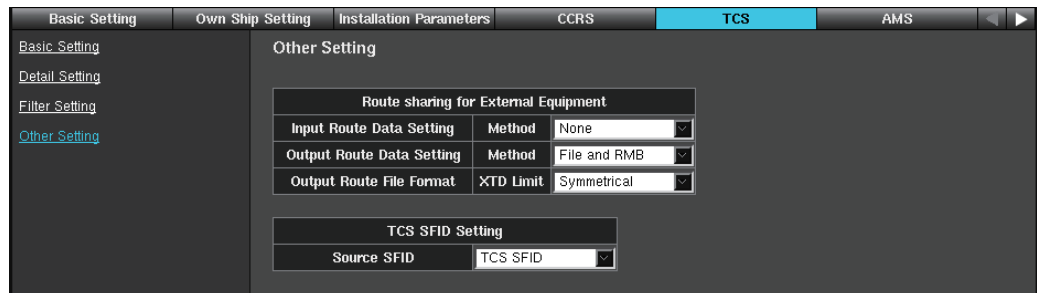 Basic Setting Own Ship Setting Installation Parameters CCRS TCS AMS
Basic Setting
Detail Setting
Filter Setting
Other Setting
Other Setting
Route sharing for External Equipment
Input Route Data Setting Method None
Output Route Data Setting Method File and RMB
Output Route File Format XTD Limit Symmetrical
TCS SFID Setting
Source SFID TCS SFID